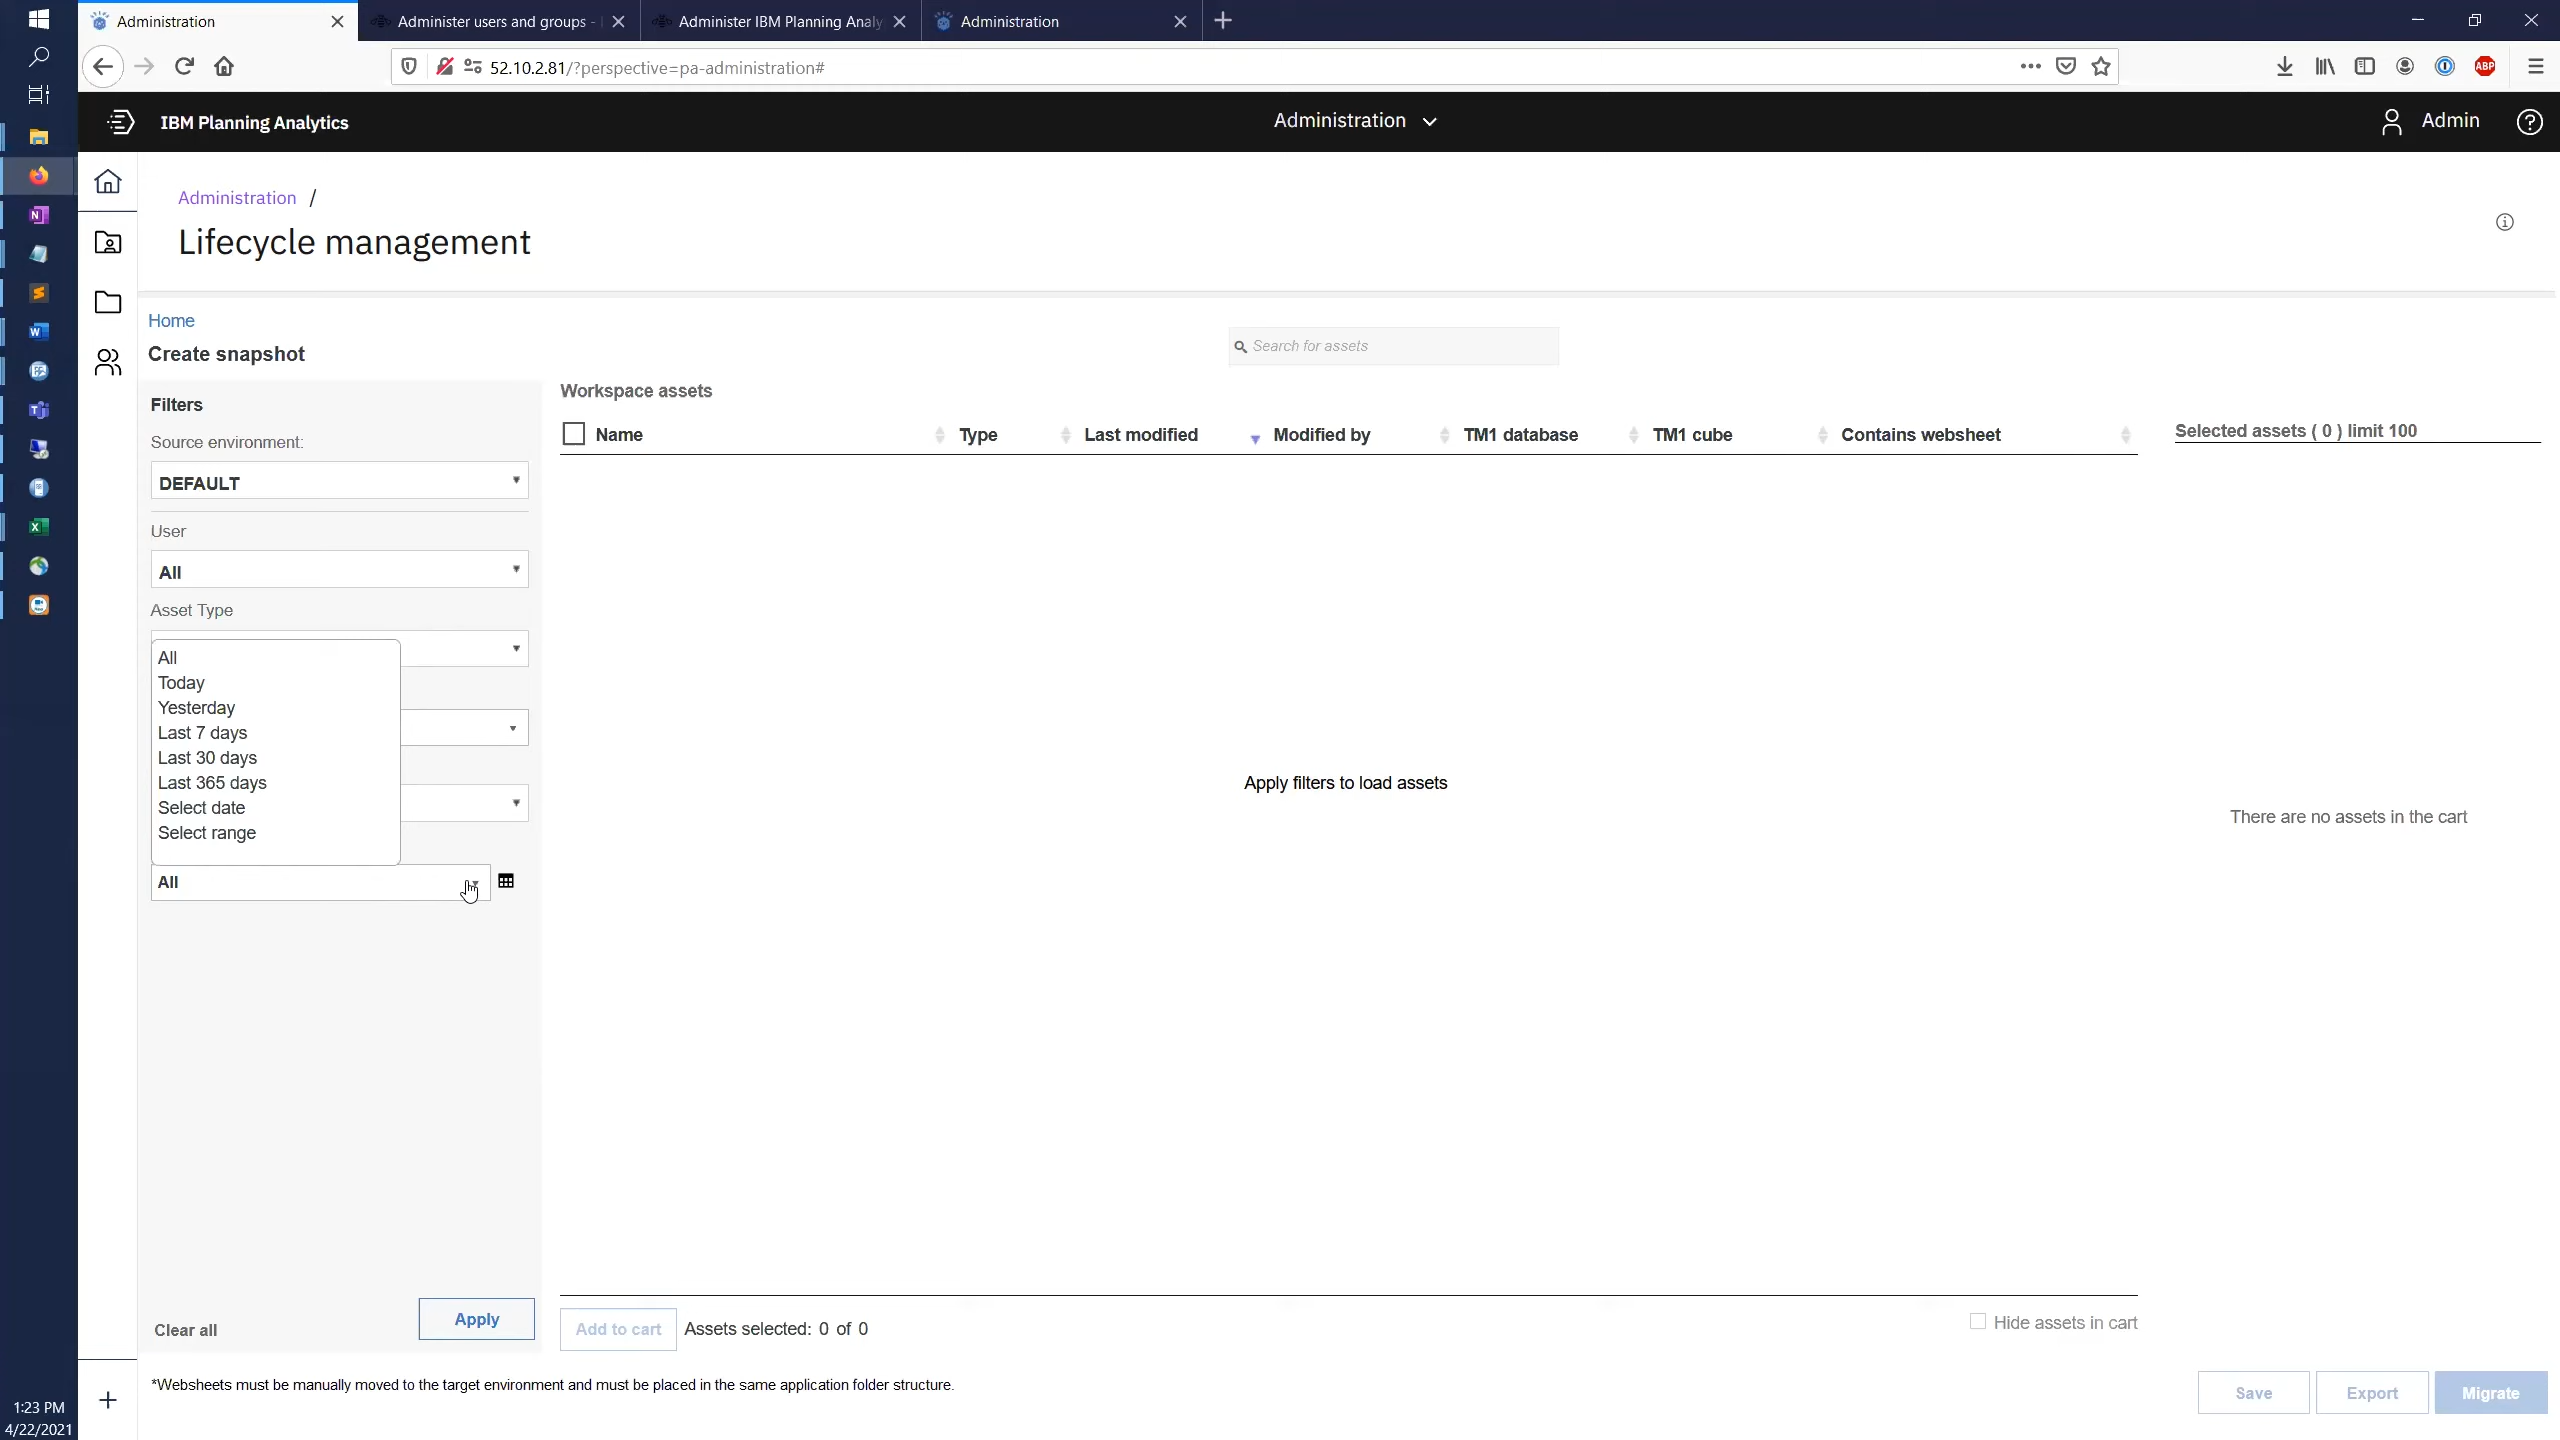 Administration
Administer users and groups -
Administer IBM Planning Analy
Administration
52.10.2.81/?perspective=pa-administration#
ABP
IBM Planning Analytics
Administration
Admin
Administration /
Lifecycle management
Home
Create snapshot
Search for assets
Filters
Source environment:
DEFAULT
User
All
Asset Type
All
Today
Yesterday
Last 7 days
Last 30 days
Last 365 days
Select date
Select range
All
Clear all
Apply
Workspace assets
Name
Type
Last modified
Modified by
TM1 database
TM1 cube
Contains websheet
Apply filters to load assets
Add to cart
Assets selected: 0 of 0
Hide assets in cart
Selected assets ( 0 ) limit 100
There are no assets in the cart
*Websheets must be manually moved to the target environment and must be placed in the same application folder structure.
Save
Export
Migrate
1:23 PM
4/22/2021